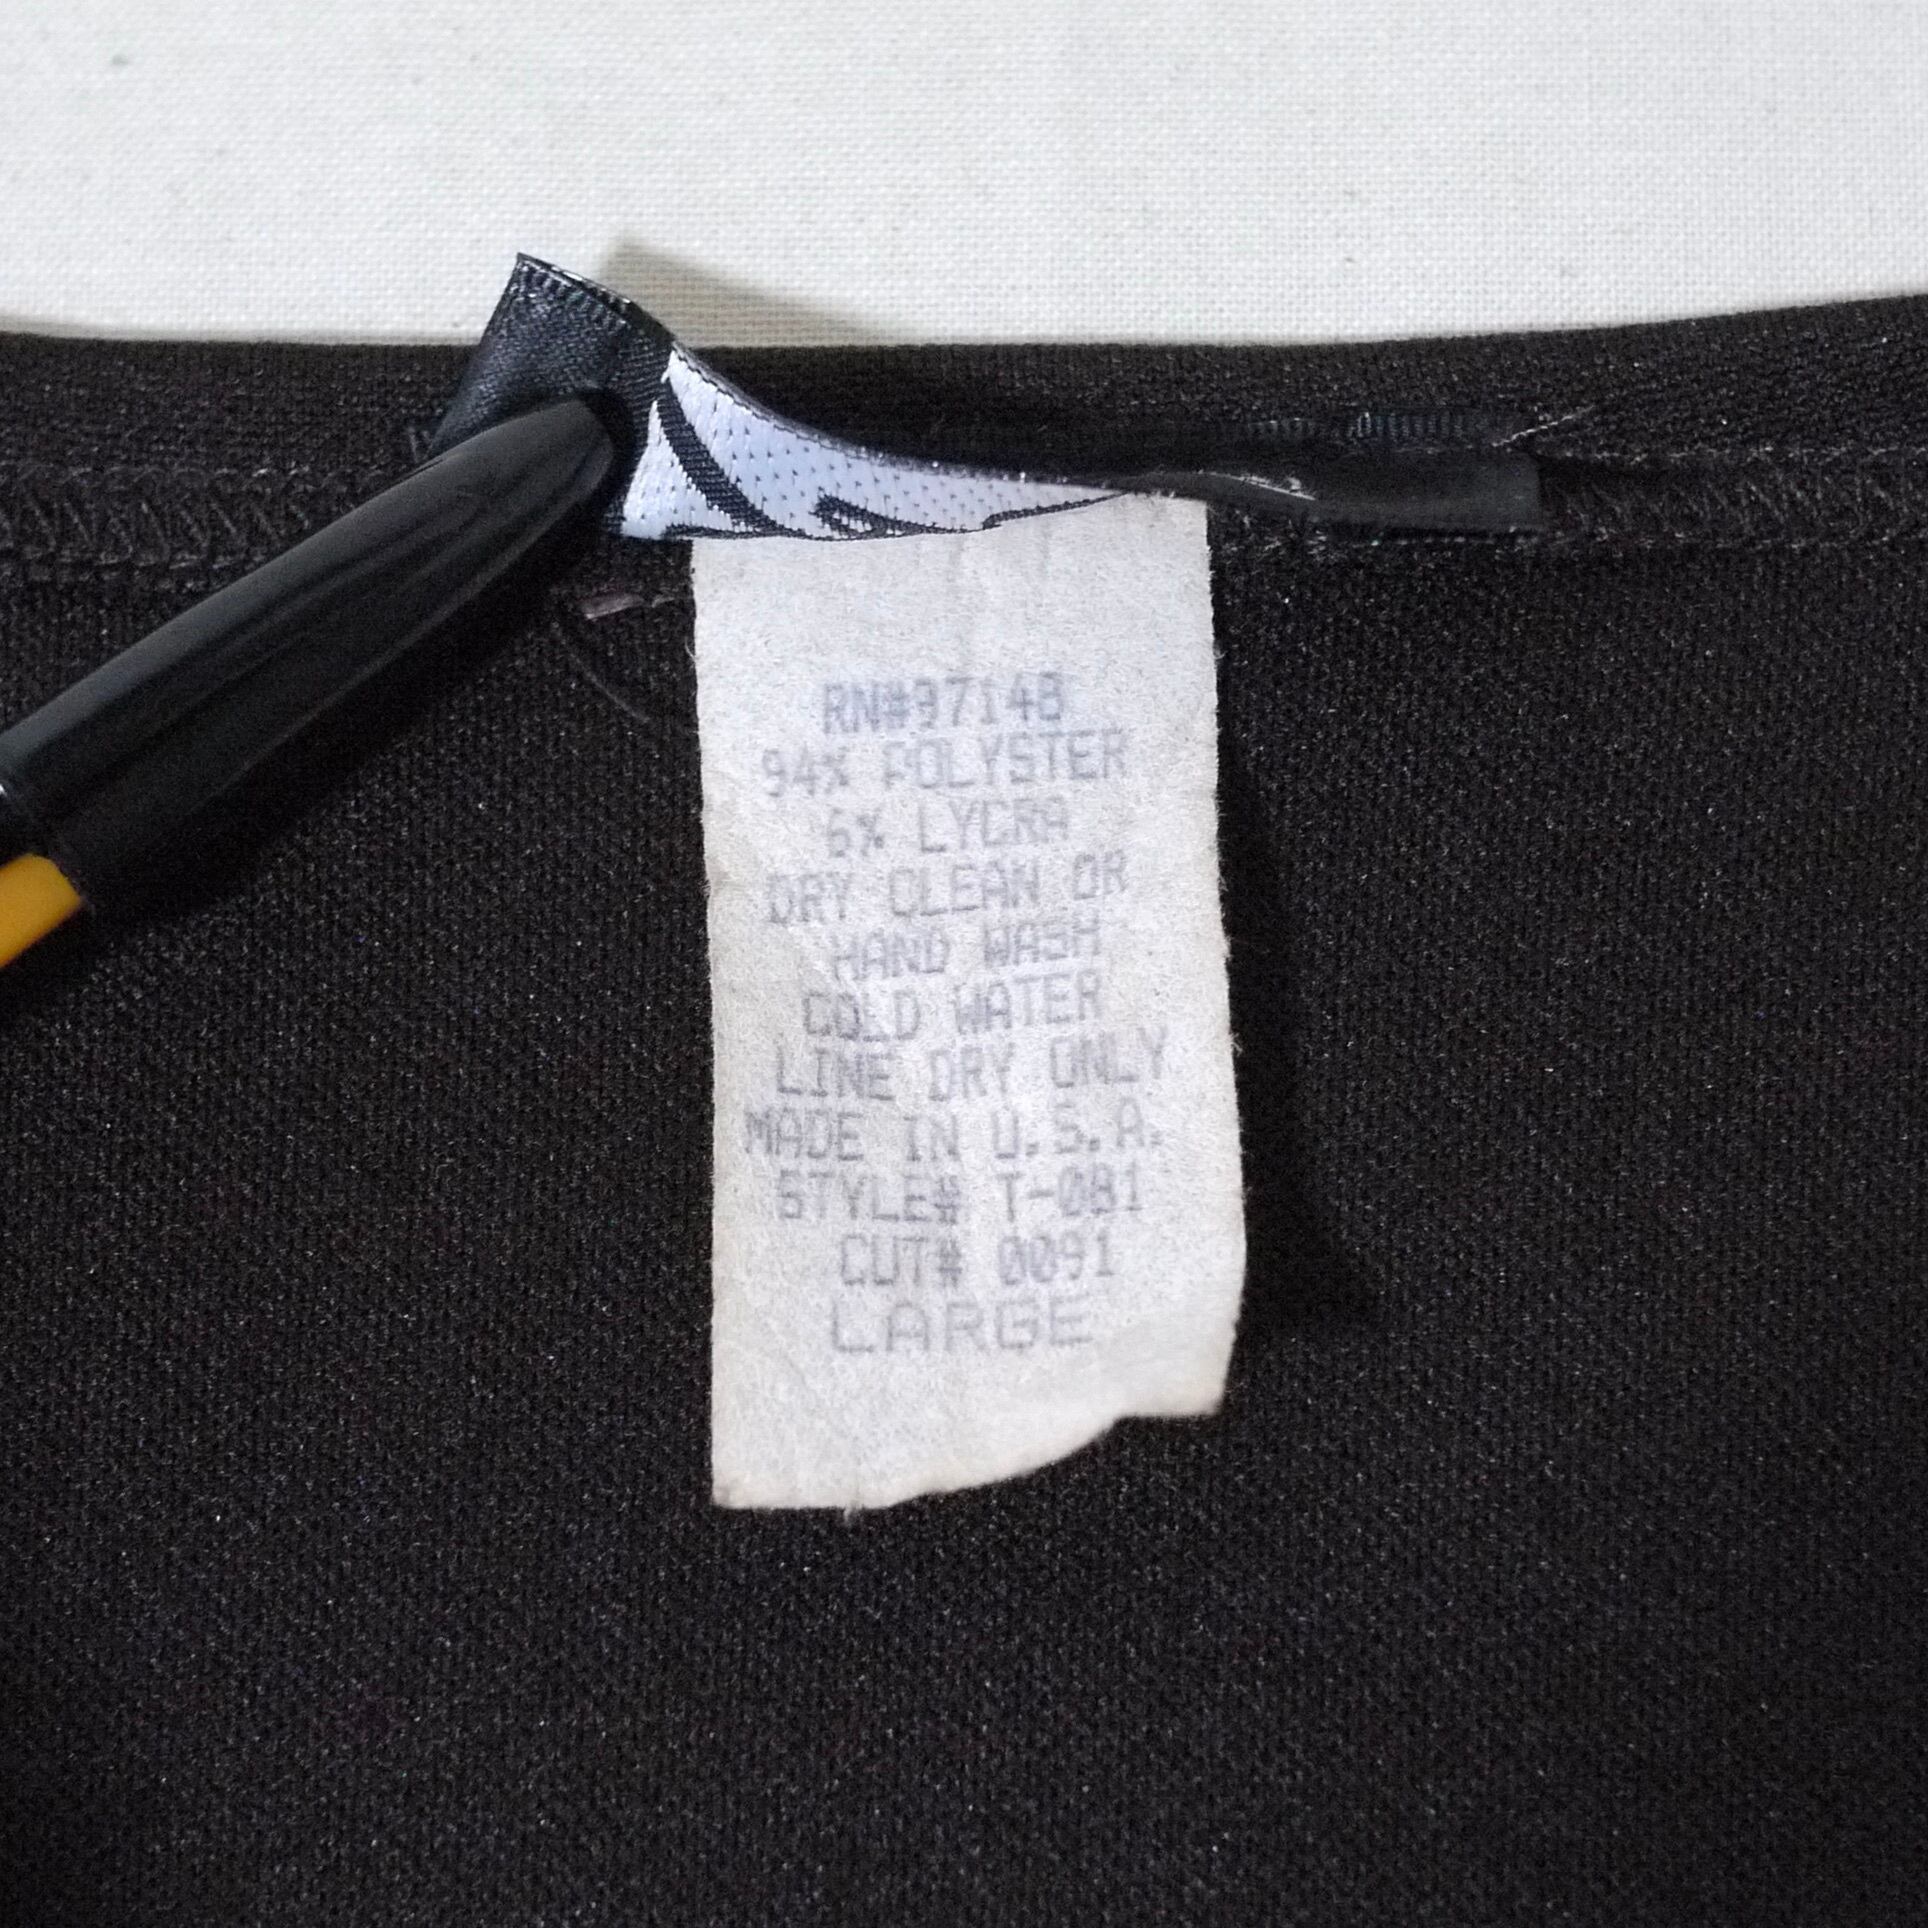 RN#97148
94% POLYSTER
6% LYCRA
DRY CLEAN OR
HAND WASH
COLD WATER
LINE DRY ONLY
MADE IN U.S.A.
STYLE# T-081
CUT# 0091
LARGE